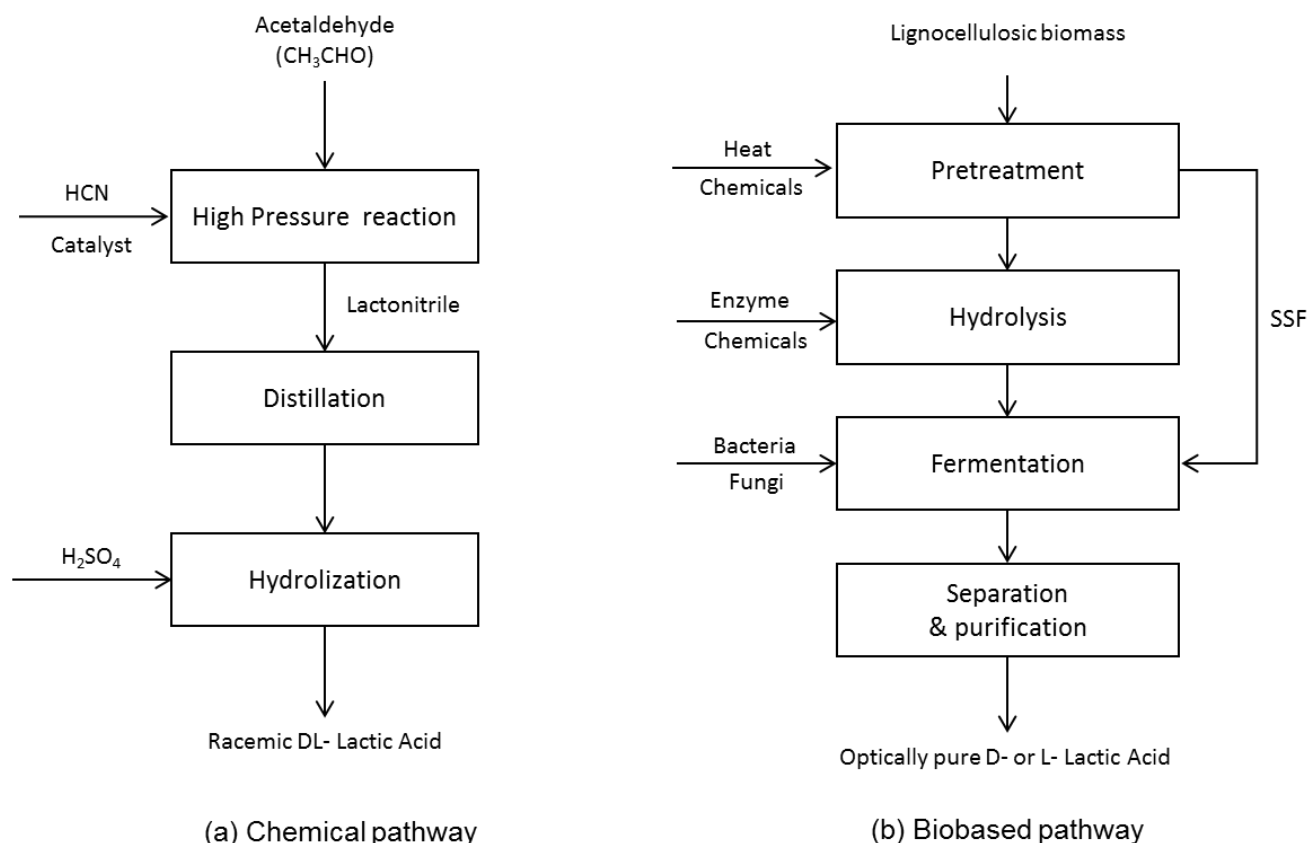 Acetaldehyde
(CH₃CHO)
HCN
Catalyst
High Pressure reaction
Lactonitrile
Distillation
H₂SO₄
Hydrolization
Racemic DL- Lactic Acid
(a) Chemical pathway
Lignocellulosic biomass
Heat
Chemicals
Pretreatment
Enzyme
Chemicals
Hydrolysis
SSF
Bacteria
Fungi
Fermentation
Separation
& purification
Optically pure D- or L- Lactic Acid
(b) Biobased pathway